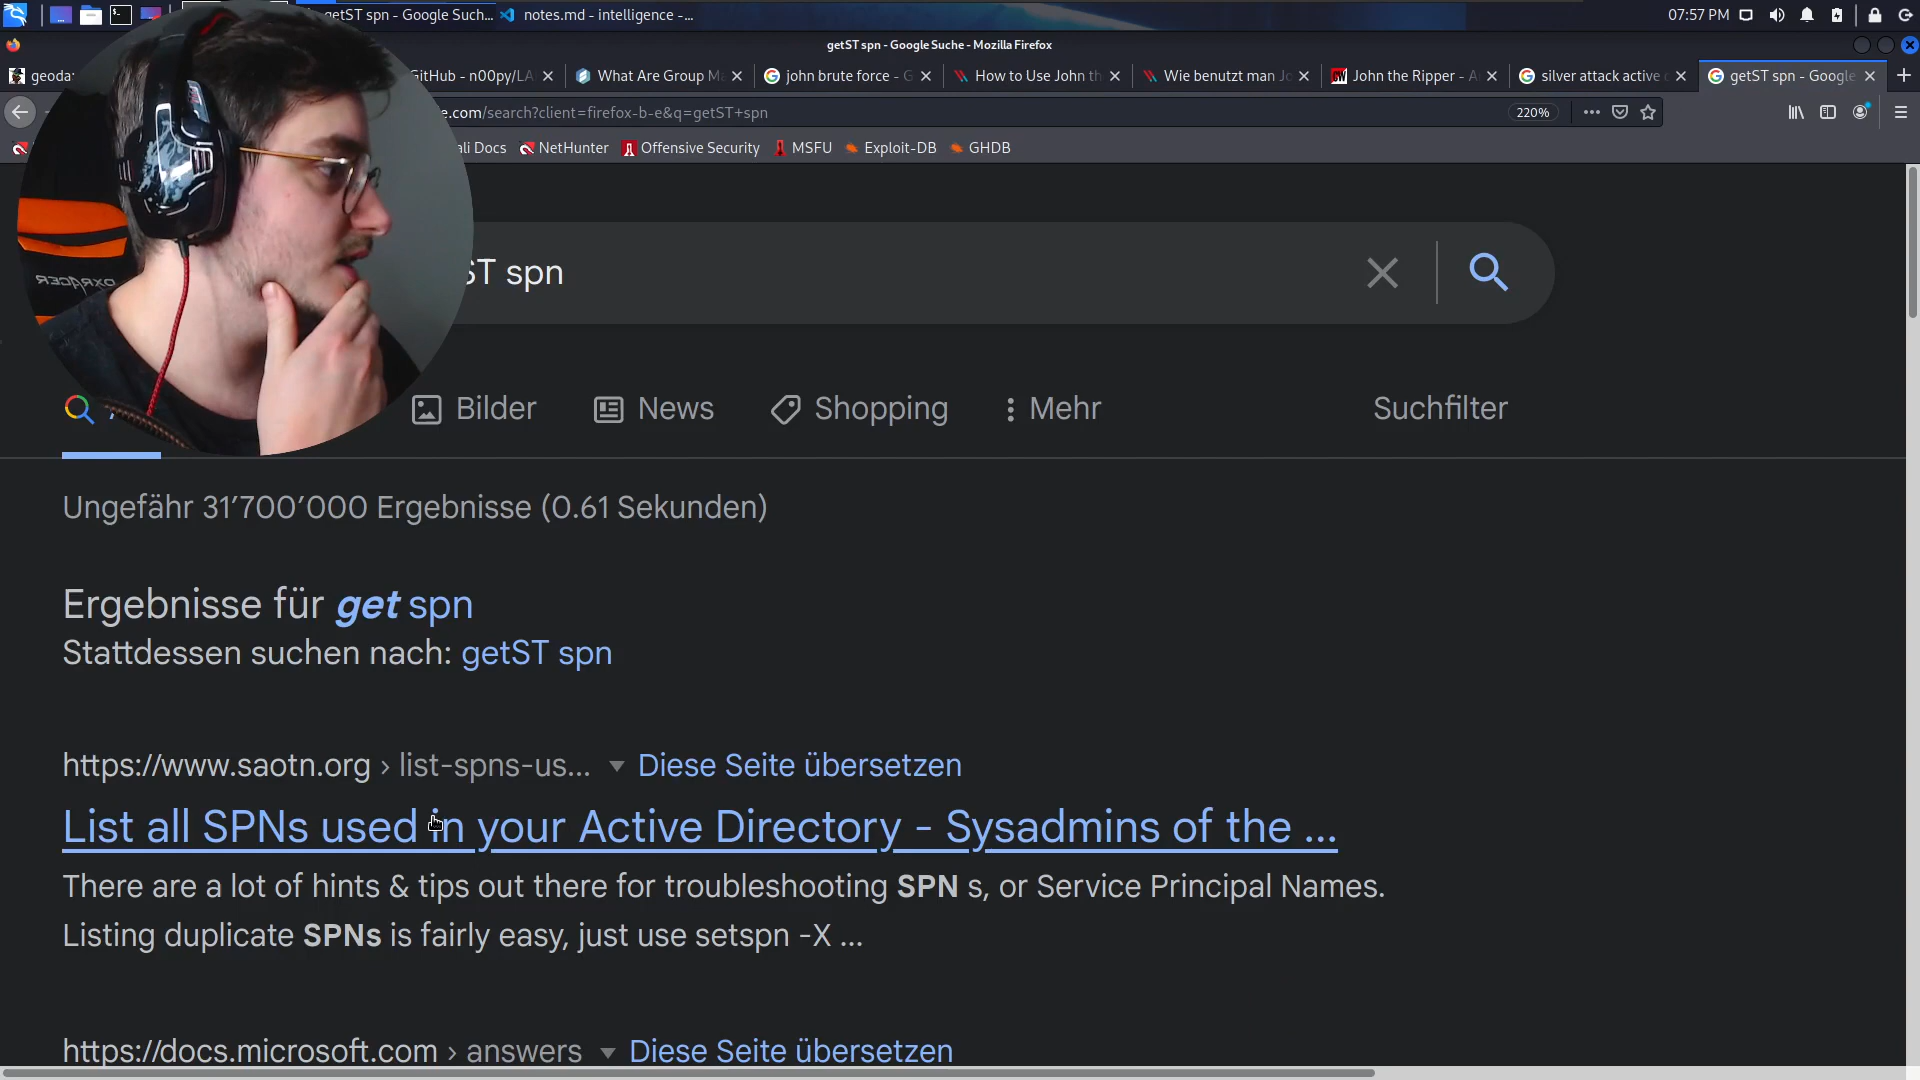 getST spn - Google Such...
notes.md - intelligence -...
07:57 PM
getST spn - Google Suche - Mozilla Firefox
geoda
GitHub - n00py/LA
What Are Group Ma
john brute force - G
How to Use John th
Wie benutzt man Jo
John the Ripper - A
silver attack active
getST spn - Google
e.com/search?client=firefox-b-e&q=getST+spn
220%
ali Docs
NetHunter
Offensive Security
MSFU
Exploit-DB
GHDB
ST spn
Bilder
News
Shopping
Mehr
Suchfilter
Ungefähr 31’700’000 Ergebnisse (0.61 Sekunden)
Ergebnisse für get spn
Stattdessen suchen nach: getST spn
https://www.saotn.org › list-spns-us... Diese Seite übersetzen
List all SPNs used in your Active Directory - Sysadmins of the ...
There are a lot of hints & tips out there for troubleshooting SPN s, or Service Principal Names.
Listing duplicate SPNs is fairly easy, just use setspn -X ...
https://docs.microsoft.com › answers Diese Seite übersetzen